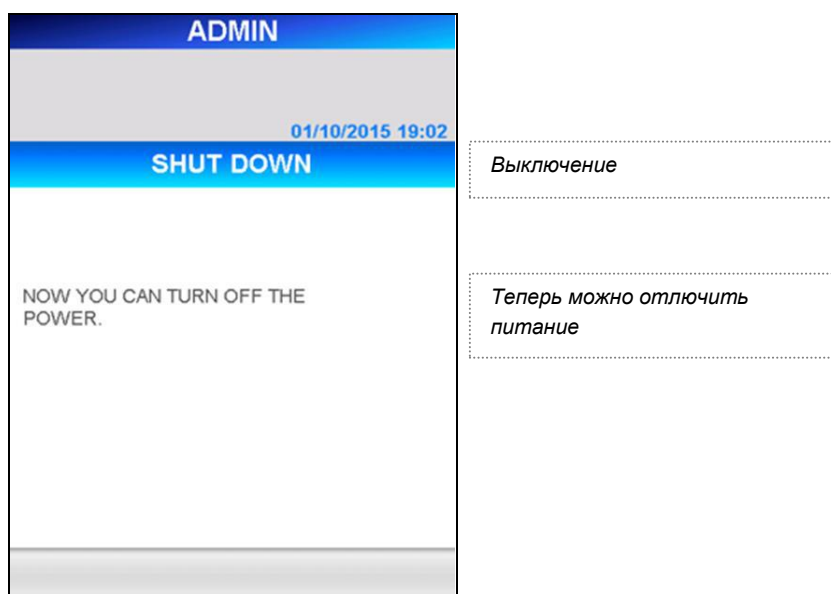 ADMIN
01/10/2015 19:02
SHUT DOWN
Выключение
NOW YOU CAN TURN OFF THE
POWER.
Теперь можно отлючить
питание